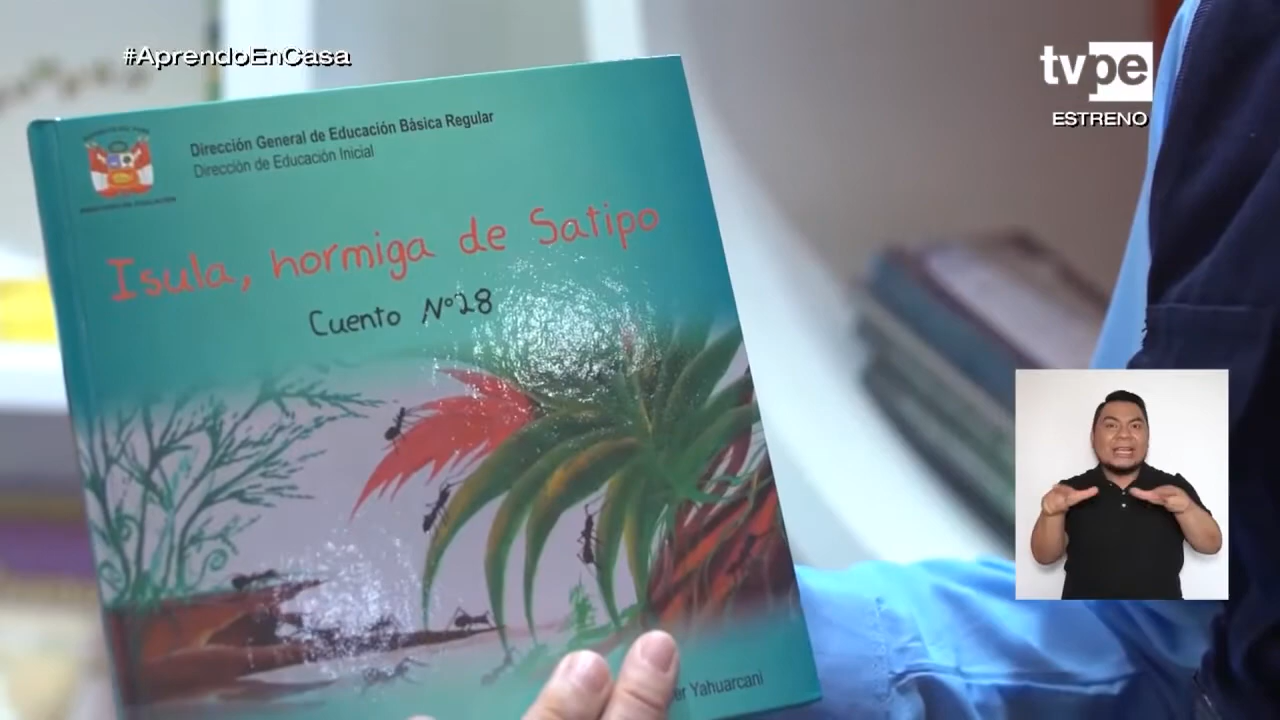 #AprendoEnCasa
tvpe
ESTRENO
Dirección General de Educación Básica Regular
Dirección de Educación Inicial
Isula, hormiga de Satipo
Cuento N°28
Yahuarcani